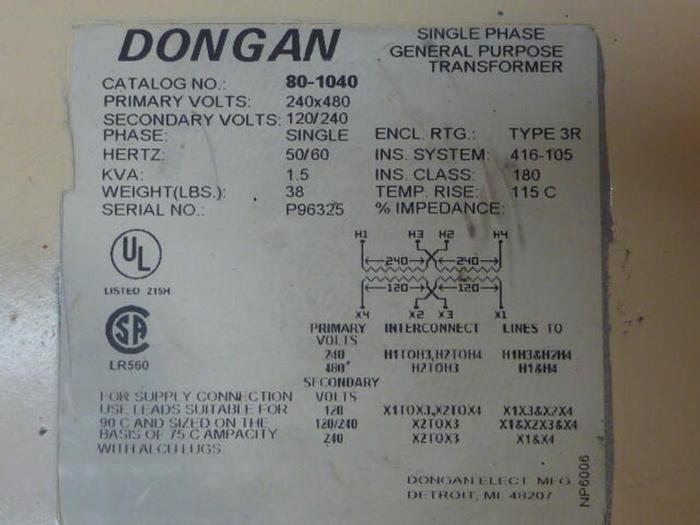 DONGAN
SINGLE PHASE
GENERAL PURPOSE
TRANSFORMER
CATALOG NO.: 80-1040
PRIMARY VOLTS: 240x480
SECONDARY VOLTS: 120/240
PHASE: SINGLE ENCL. RTG.: TYPE 3R
HERTZ: 50/60 INS. SYSTEM: 416-105
KVA: 1.5 INS. CLASS: 180
WEIGHT(LBS.): 38 TEMP. RISE: 115 C
SERIAL NO.: P96325 % IMPEDANCE:
H1 H3 H2 H4
240 240
120 120
X4 X2 X3 X1
UL
LISTED 215H
SA
LR560
PRIMARY INTERCONNECT LINES TO
VOLTS
240 H1TOH3,H2TOH4 H1H3&H2H4
480 H2TOH3 H1&H4
SECONDARY
VOLTS
120 X1TOX3,X2TOX4 X1X3&X2X4
120/240 X2TOX3 X1&X2X3&X4
240 X2TOX3 X1&X4
FOR SUPPLY CONNECTION
USE LEADS SUITABLE FOR
90 C AND SIZED ON THE
BASIS OF 75 C AMPACITY
WITH ALCU LUGS
DONGAN ELECT. MFG
DETROIT, MI. 48207
NP6006